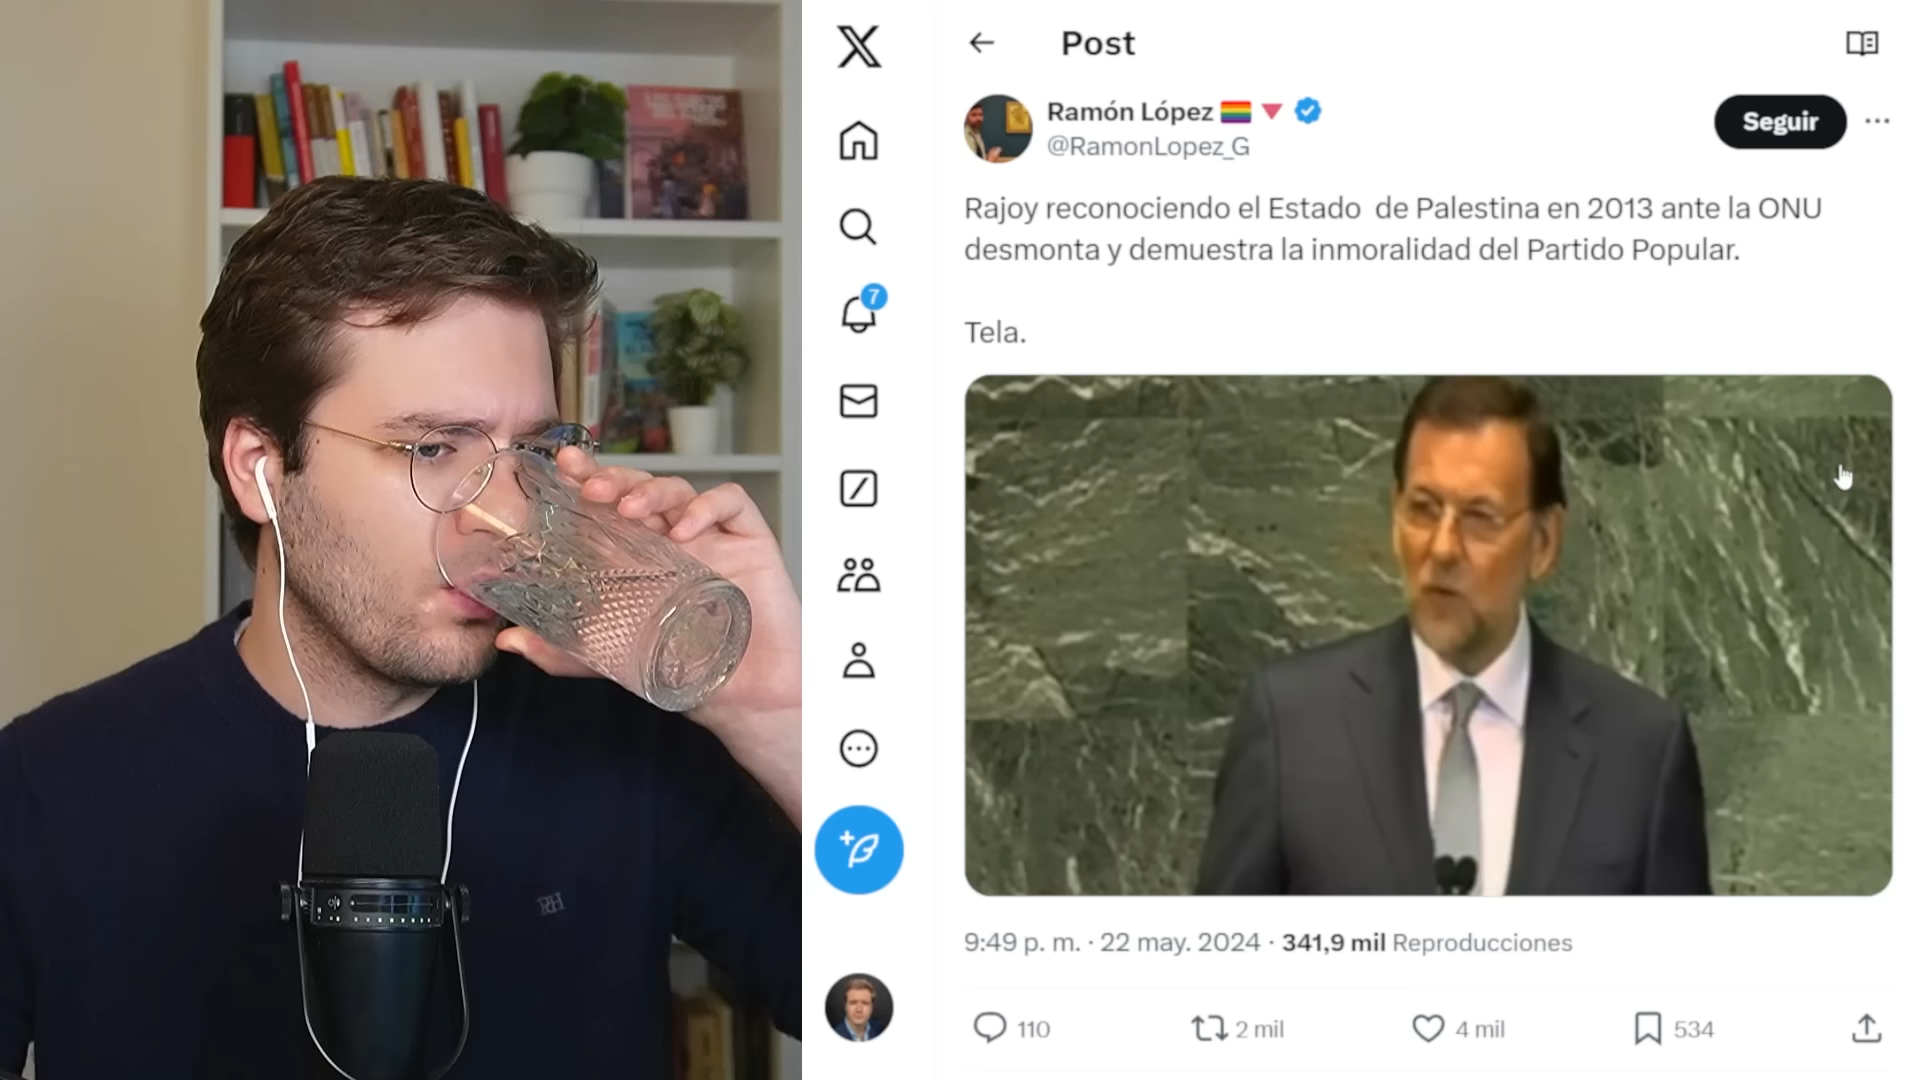 Post
Ramón López
Seguir
@RamonLopez_G
Rajoy reconociendo el Estado de Palestina en 2013 ante la ONU
desmonta y demuestra la inmoralidad del Partido Popular.
Tela.
7
9:49 p. m. · 22 may. 2024 · 341,9 mil Reproducciones
110
2 mil
4 mil
534
RH